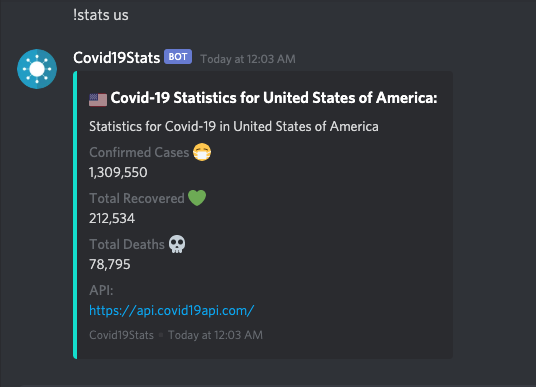 !stats us
Covid19Stats BOT Today at 12:03 AM
🇺🇸 Covid-19 Statistics for United States of America:
Statistics for Covid-19 in United States of America
Confirmed Cases 😷
1,309,550
Total Recovered 💚
212,534
Total Deaths 💀
78,795
API:
https://api.covid19api.com/
Covid19Stats • Today at 12:03 AM